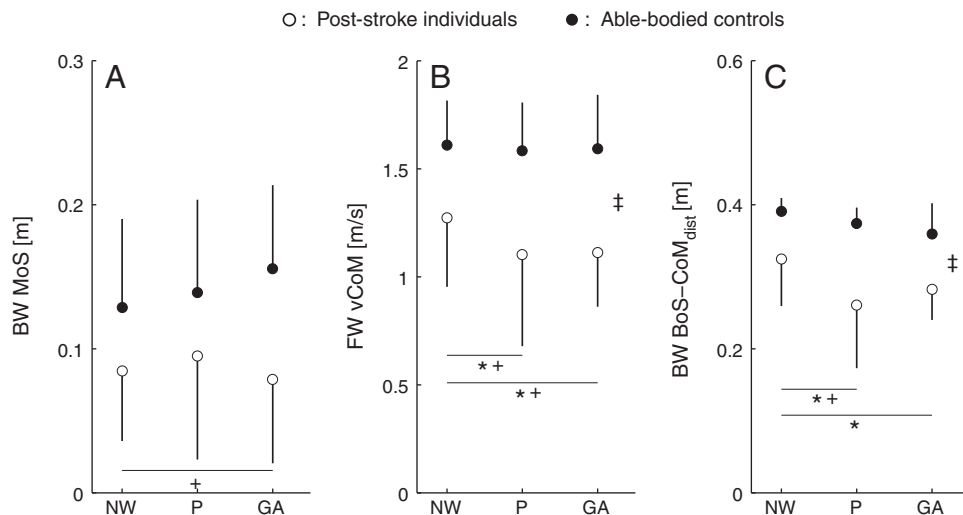 ○ : Post-stroke individuals ● : Able-bodied controls
A
BW MoS [m]
0.3
0.2
0.1
0
+
NW P GA
B
FW vCoM [m/s]
2
1.5
1
0.5
0
‡
* +
* +
NW P GA
C
BW BoS–CoMdist [m]
0.6
0.4
0.2
0
‡
* +
*
NW P GA